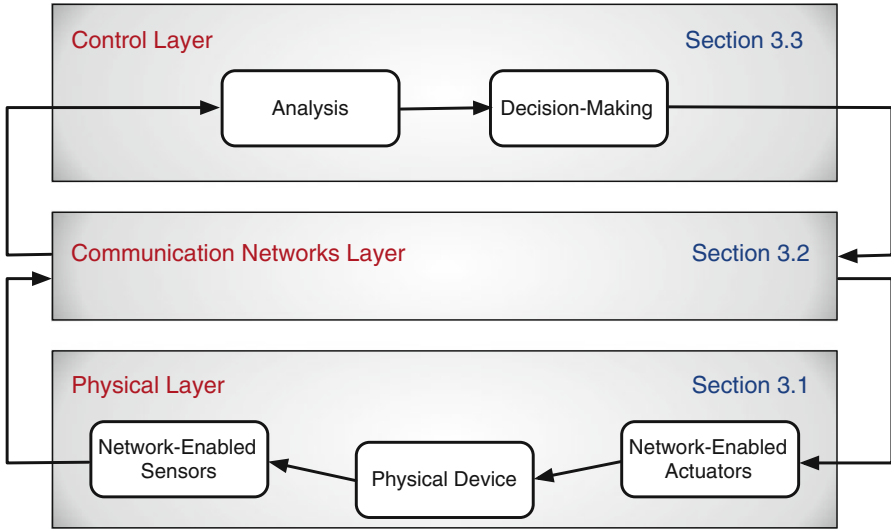 Control Layer
Section 3.3
Analysis
Decision-Making
Communication Networks Layer
Section 3.2
Physical Layer
Section 3.1
Network-Enabled
Sensors
Physical Device
Network-Enabled
Actuators